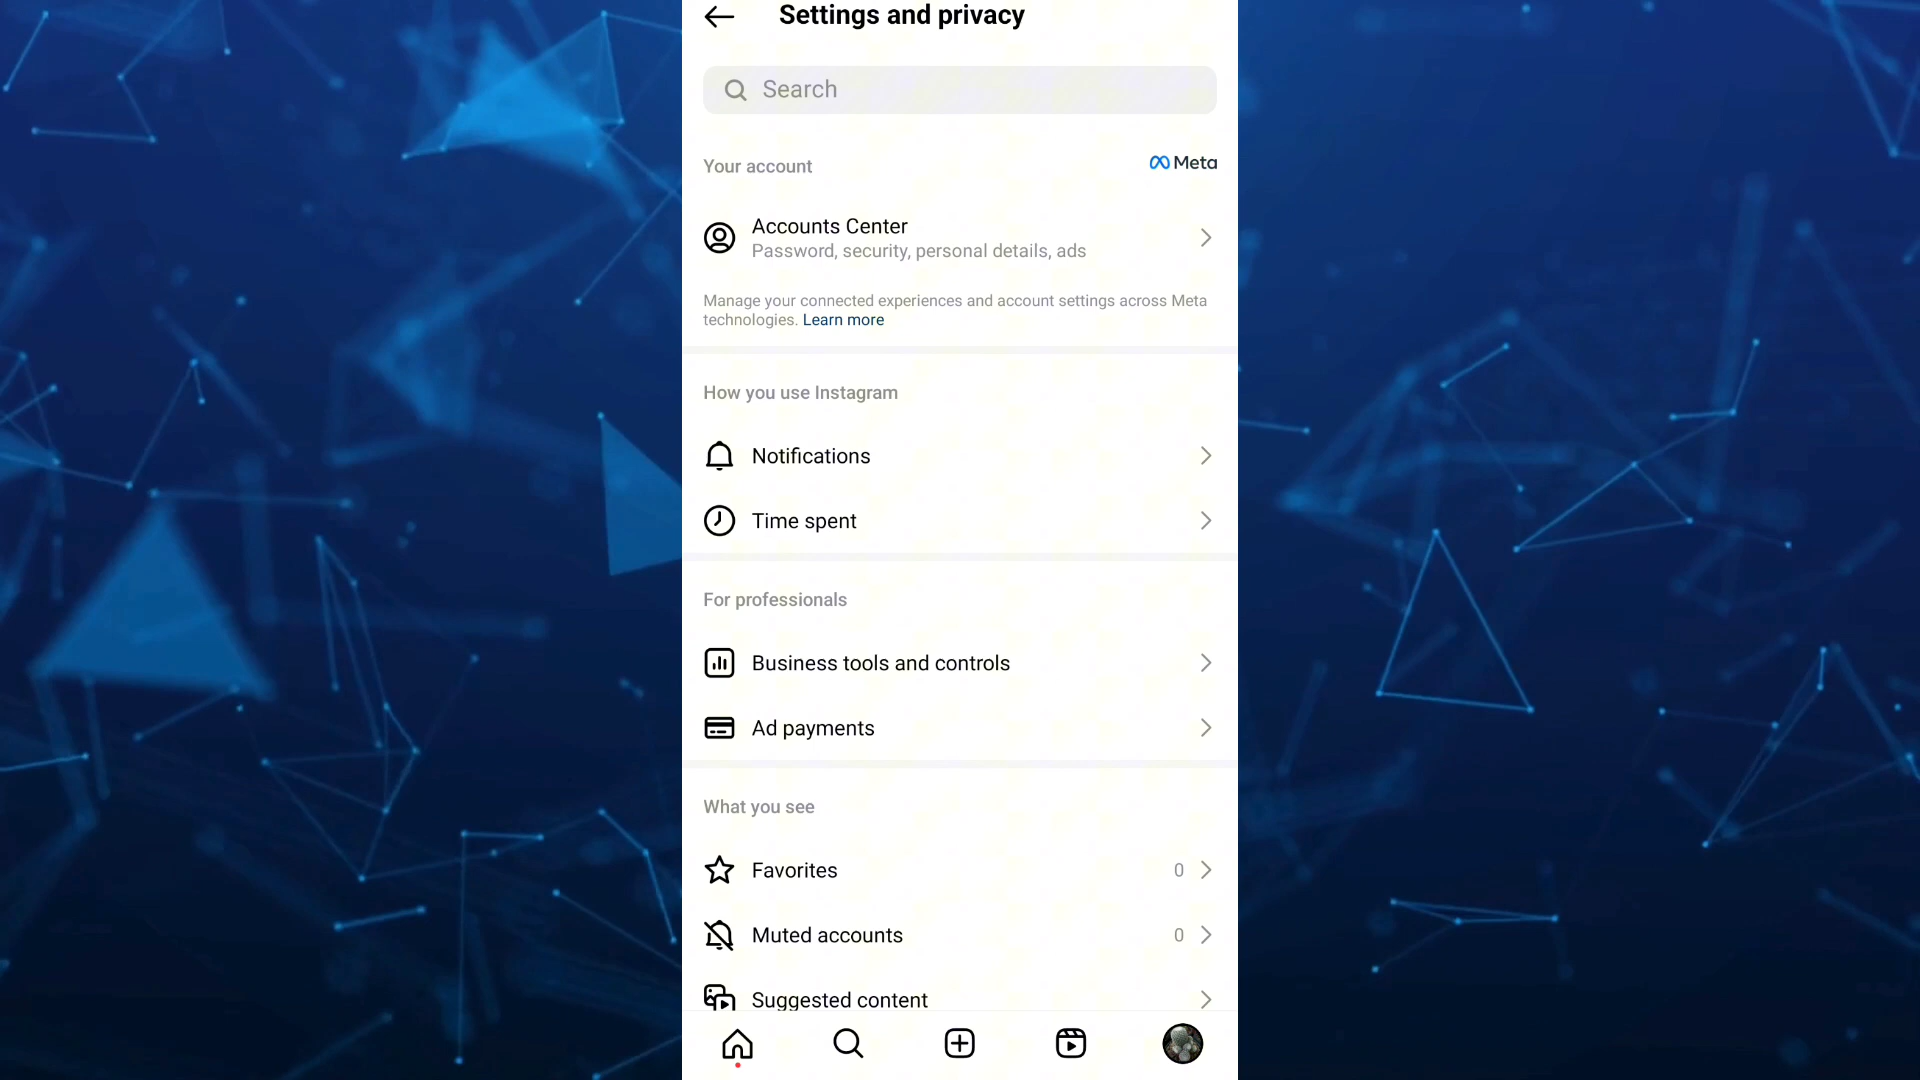 Settings and privacy
Search
Your account
Meta
Accounts Center
Password, security, personal details, ads
Manage your connected experiences and account settings across Meta
technologies. Learn more
How you use Instagram
Notifications
Time spent
For professionals
Business tools and controls
Ad payments
What you see
Favorites 0
Muted accounts 0
Suggested content